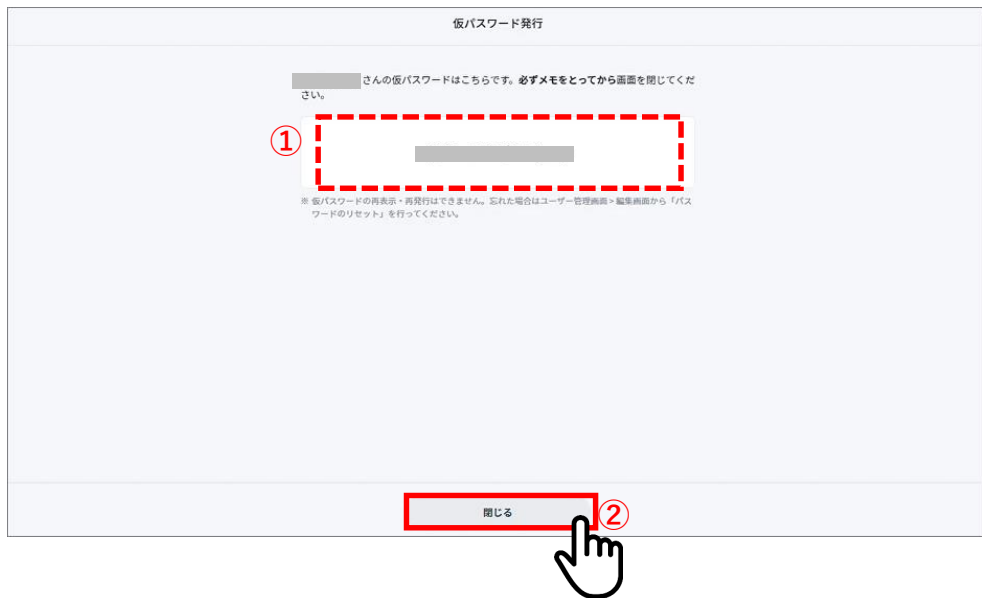 仮パスワード発行
さんの仮パスワードはこちらです。必ずメモをとってから画面を閉じてくだ
さい。
①
※ 仮パスワードの再表示・再発行はできません。忘れた場合はユーザー管理画面 > 編集画面から「パス
ワードのリセット」を行ってください。
閉じる
②